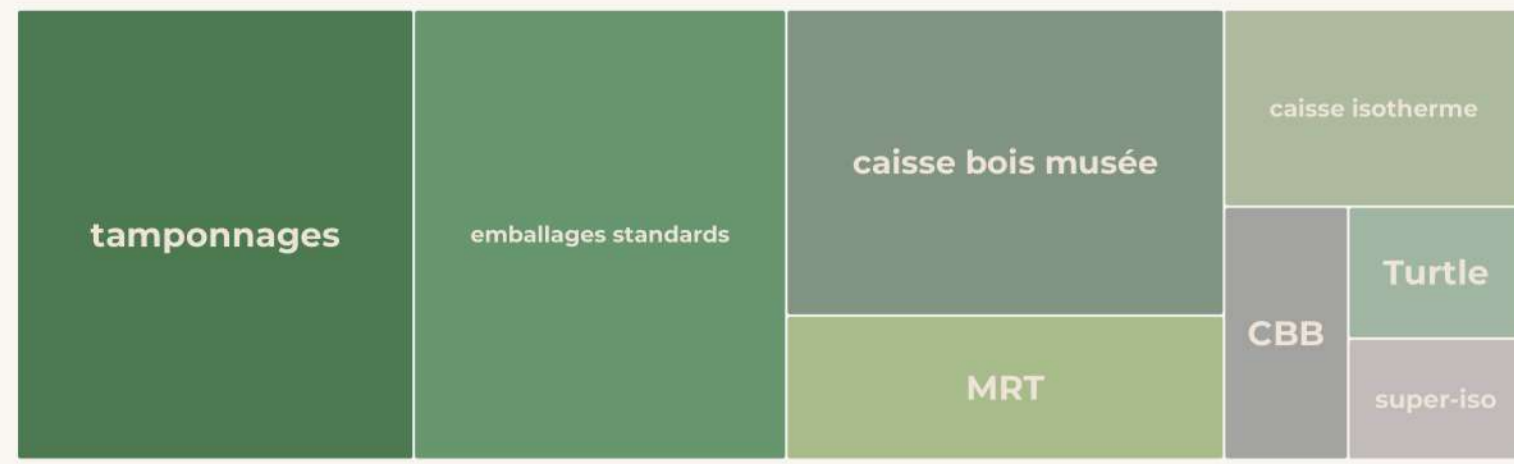 tamponnages
emballages standards
caisse bois musée
MRT
caisse isotherme
CBB
Turtle
super-iso